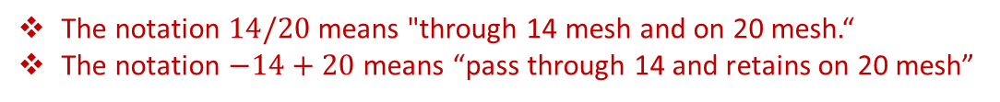 ❖ The notation 14/20 means "through 14 mesh and on 20 mesh.“
❖ The notation −14 + 20 means “pass through 14 and retains on 20 mesh”